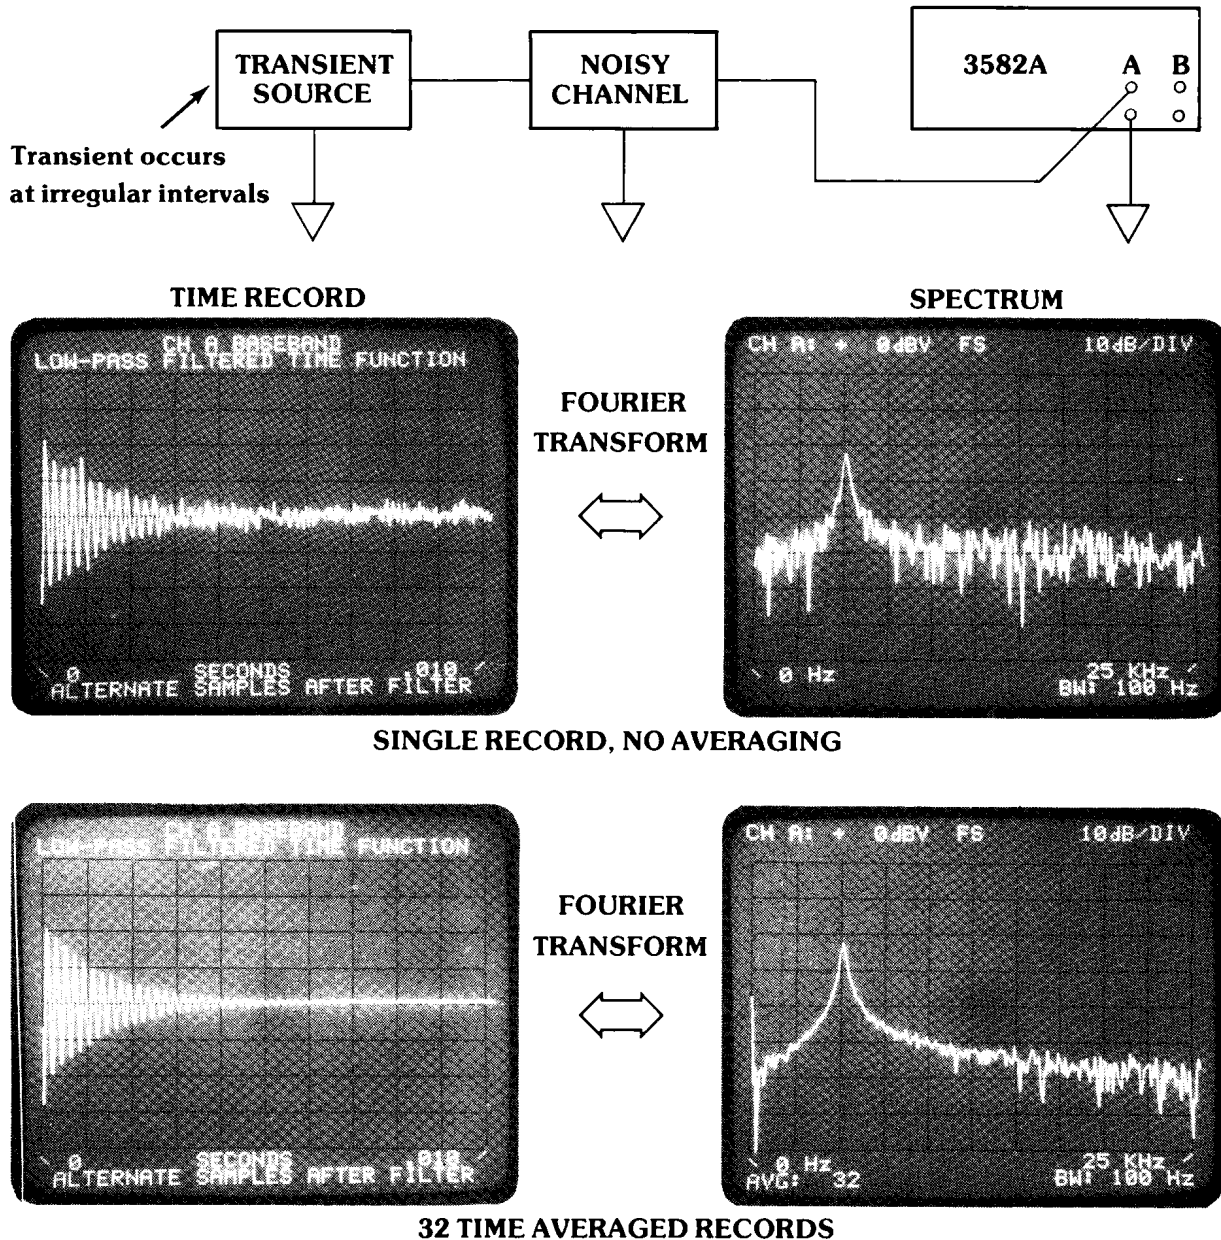 TRANSIENT
SOURCE
NOISY
CHANNEL
3582A
A
B
Transient occurs
at irregular intervals
TIME RECORD
SPECTRUM
CH A BASEBAND
LOW-PASS FILTERED TIME FUNCTION
0
SECONDS
.010
ALTERNATE SAMPLES AFTER FILTER
FOURIER
TRANSFORM
CH A: + 0dBV FS 10dB/DIV
0 Hz
25 KHz
BW: 100 Hz
SINGLE RECORD, NO AVERAGING
CH A BASEBAND
LOW-PASS FILTERED TIME FUNCTION
0
SECONDS
.010
ALTERNATE SAMPLES AFTER FILTER
FOURIER
TRANSFORM
CH A: + 0dBV FS 10dB/DIV
0 Hz
25 KHz
AVG: 32
BW: 100 Hz
32 TIME AVERAGED RECORDS